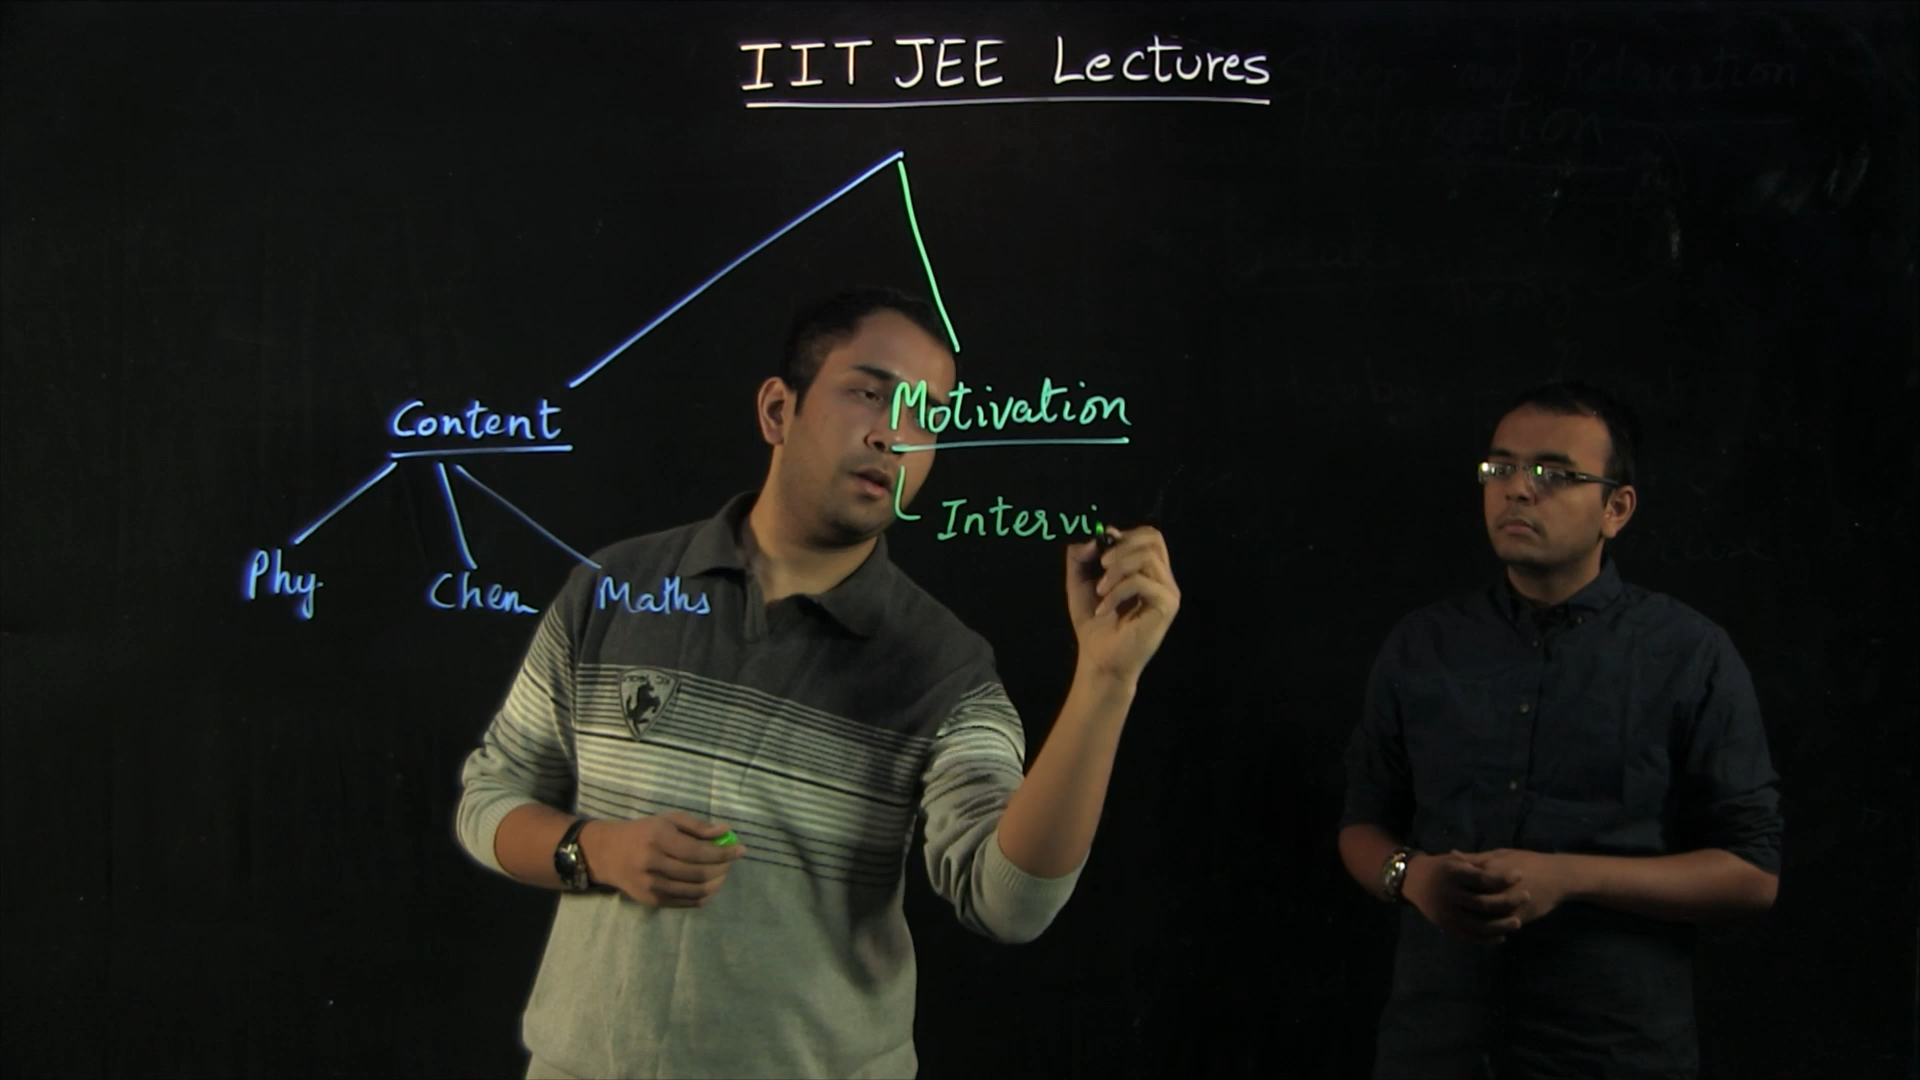 IIT JEE Lectures
Content
Motivation
Intervi
Phy.
Chem
Maths